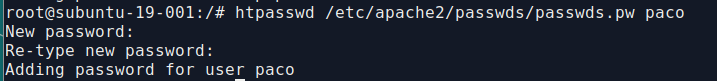 root@subuntu-19-001:/# htpasswd /etc/apache2/passwds/passwds.pw paco
New password:
Re-type new password:
Adding password for user paco